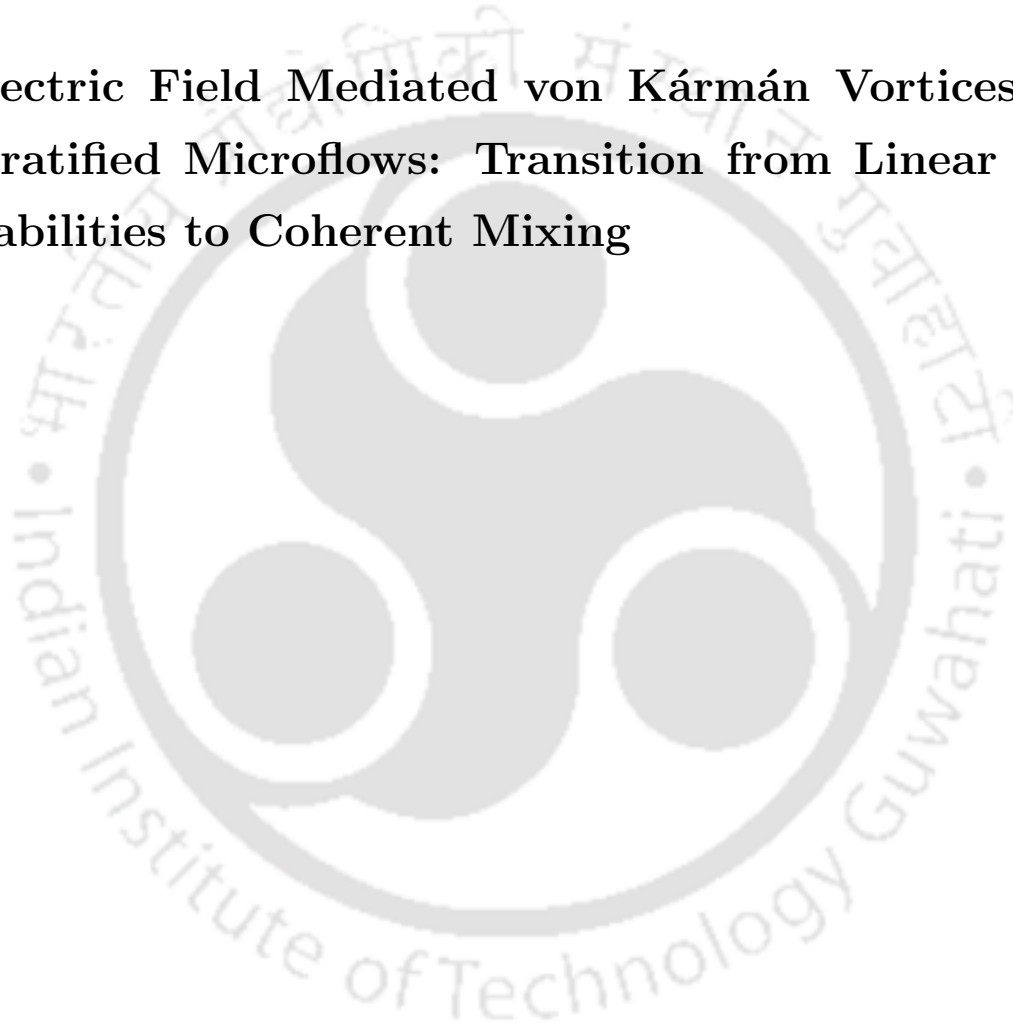 ectric Field Mediated von Kármán Vortices
ratified Microflows: Transition from Linear
abilities to Coherent Mixing
भारतीय प्रौद्योगिकी संस्थान गुवाहाटी
Indian Institute of Technology Guwahati